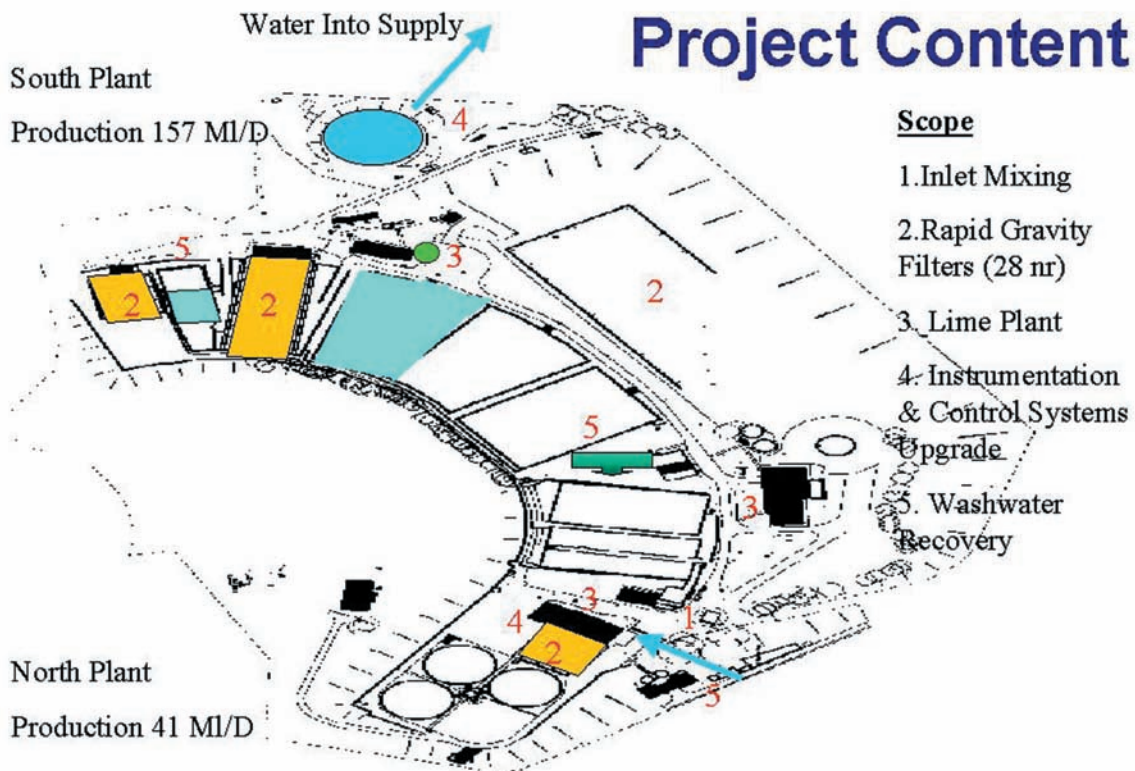 Project Content
Water Into Supply
South Plant
Production 157 Ml/D
Scope
1.Inlet Mixing
2.Rapid Gravity
Filters (28 nr)
3. Lime Plant
4. Instrumentation
& Control Systems
Upgrade
5. Washwater
Recovery
4
5
3
2
2
2
5
3
3
1
4
2
5
North Plant
Production 41 Ml/D